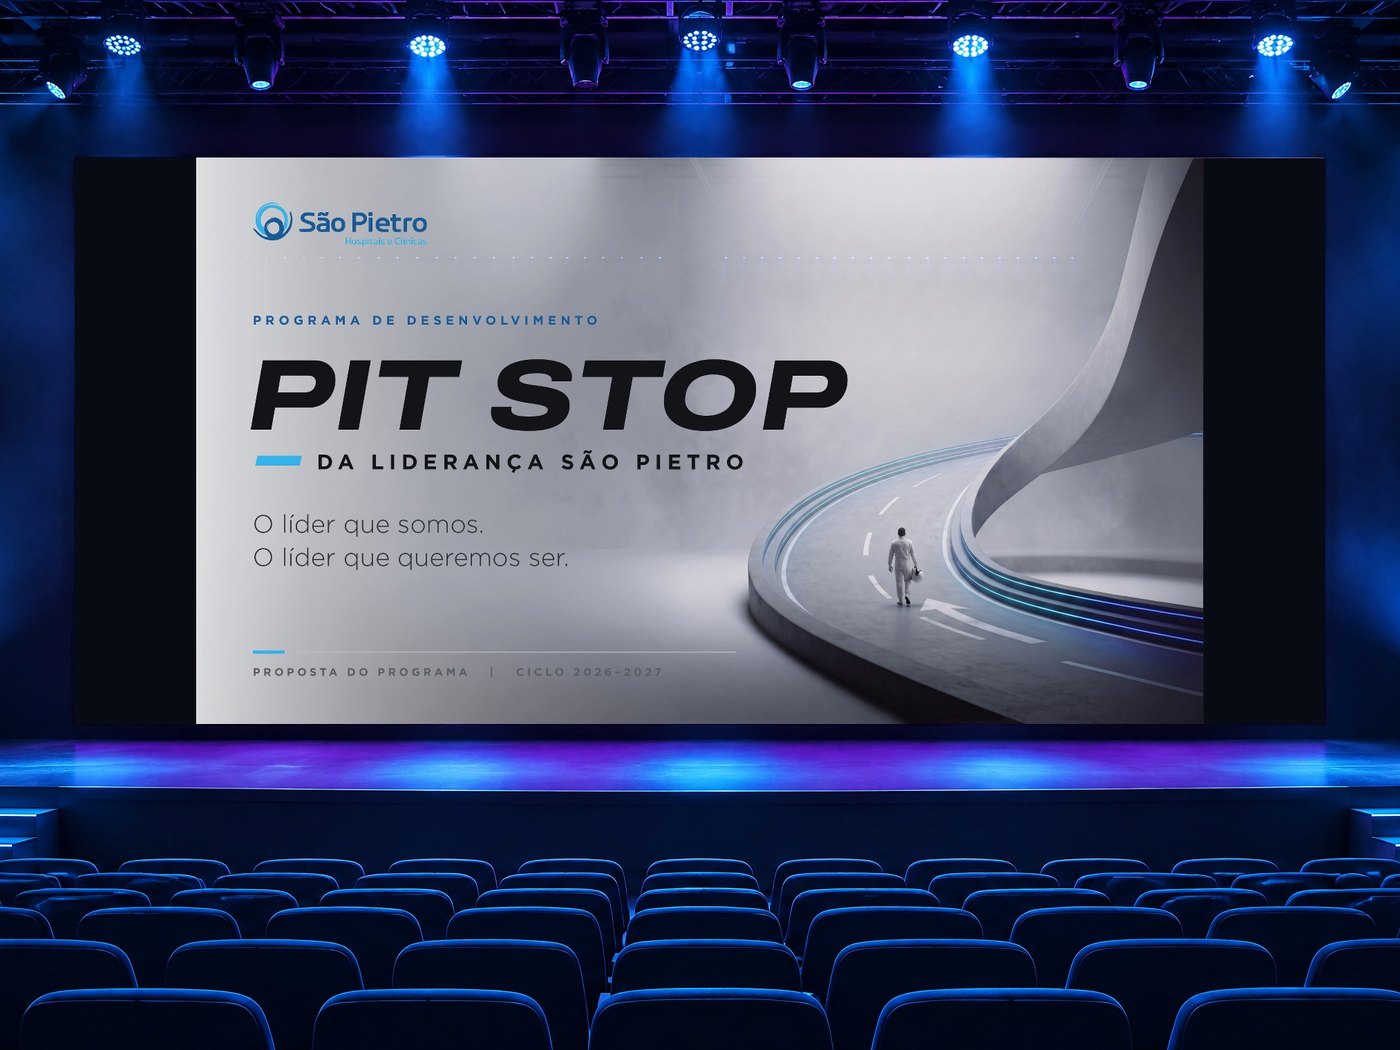 São Pietro
Hospitais e Clínicas
PROGRAMA DE DESENVOLVIMENTO
PIT STOP
DA LIDERANÇA SÃO PIETRO
O líder que somos.
O líder que queremos ser.
PROPOSTA DO PROGRAMA | CICLO 2026-2027